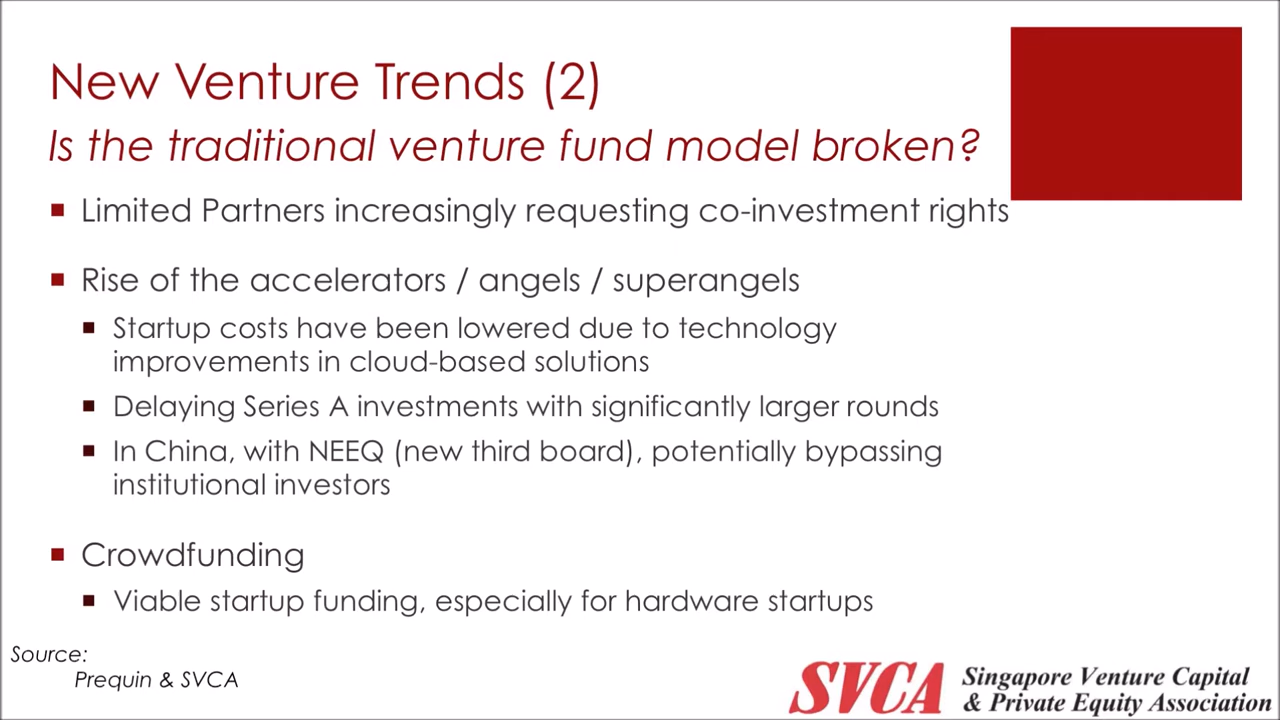 New Venture Trends (2)
Is the traditional venture fund model broken?
Limited Partners increasingly requesting co-investment rights
Rise of the accelerators / angels / superangels
Startup costs have been lowered due to technology
improvements in cloud-based solutions
Delaying Series A investments with significantly larger rounds
In China, with NEEQ (new third board), potentially bypassing
institutional investors
Crowdfunding
Viable startup funding, especially for hardware startups
Source:
Prequin & SVCA
SVCA
Singapore Venture Capital
& Private Equity Association